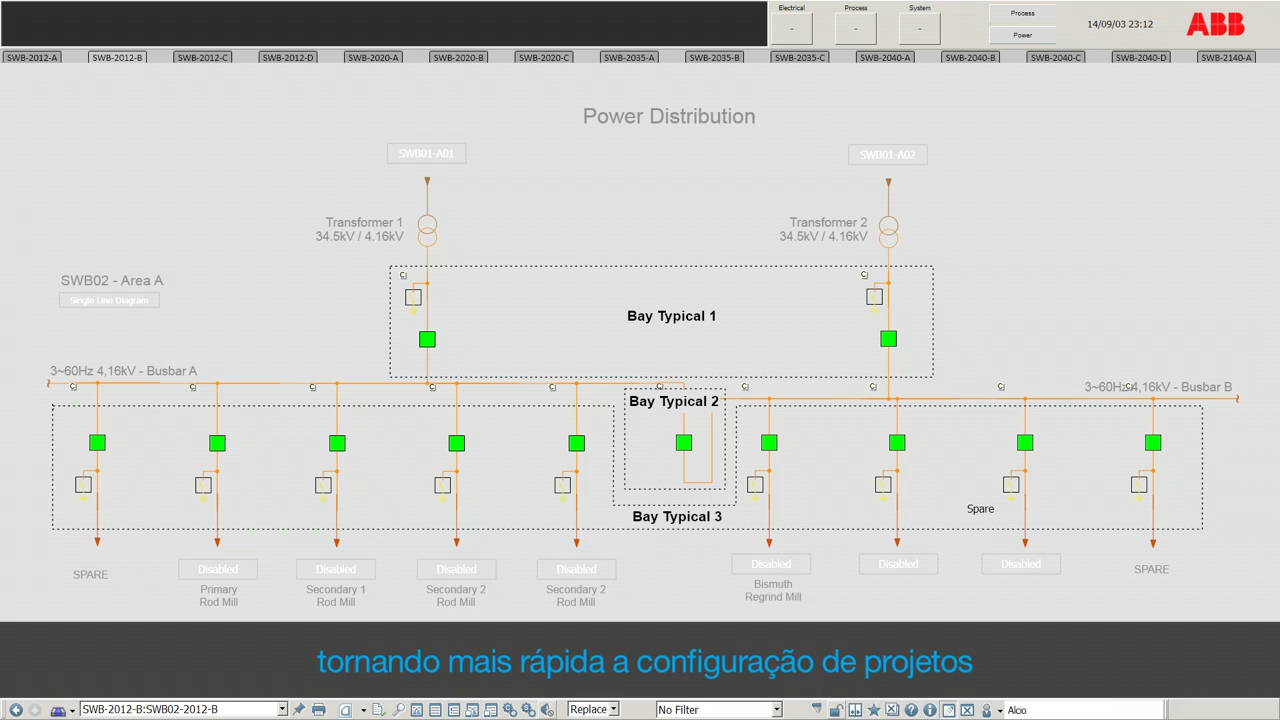 Electrical
Process
System
-
-
-
Process
Power
14/09/03 23:12
ABB
SWB-2012-A
SWB-2012-B
SWB-2012-C
SWB-2012-D
SWB-2020-A
SWB-2020-B
SWB-2020-C
SWB-2035-A
SWB-2035-B
SWB-2035-C
SWB-2040-A
SWB-2040-B
SWB-2040-C
SWB-2040-D
SWB-2140-A
Power Distribution
SWB01-A01
SWB01-A02
Transformer 1
34.5kV / 4.16kV
Transformer 2
34.5kV / 4.16kV
SWB02 - Area A
Single Line Diagram
Bay Typical 1
3~60Hz 4,16kV - Busbar A
3~60Hz 4,16kV - Busbar B
Bay Typical 2
Spare
Bay Typical 3
SPARE
Disabled
Primary
Rod Mill
Disabled
Secondary 1
Rod Mill
Disabled
Secondary 2
Rod Mill
Disabled
Secondary 2
Rod Mill
Disabled
Bismuth
Regrind Mill
Disabled
Disabled
SPARE
tornando mais rápida a configuração de projetos
SWB-2012-B:SWB02-2012-B
Replace
No Filter
Alcio